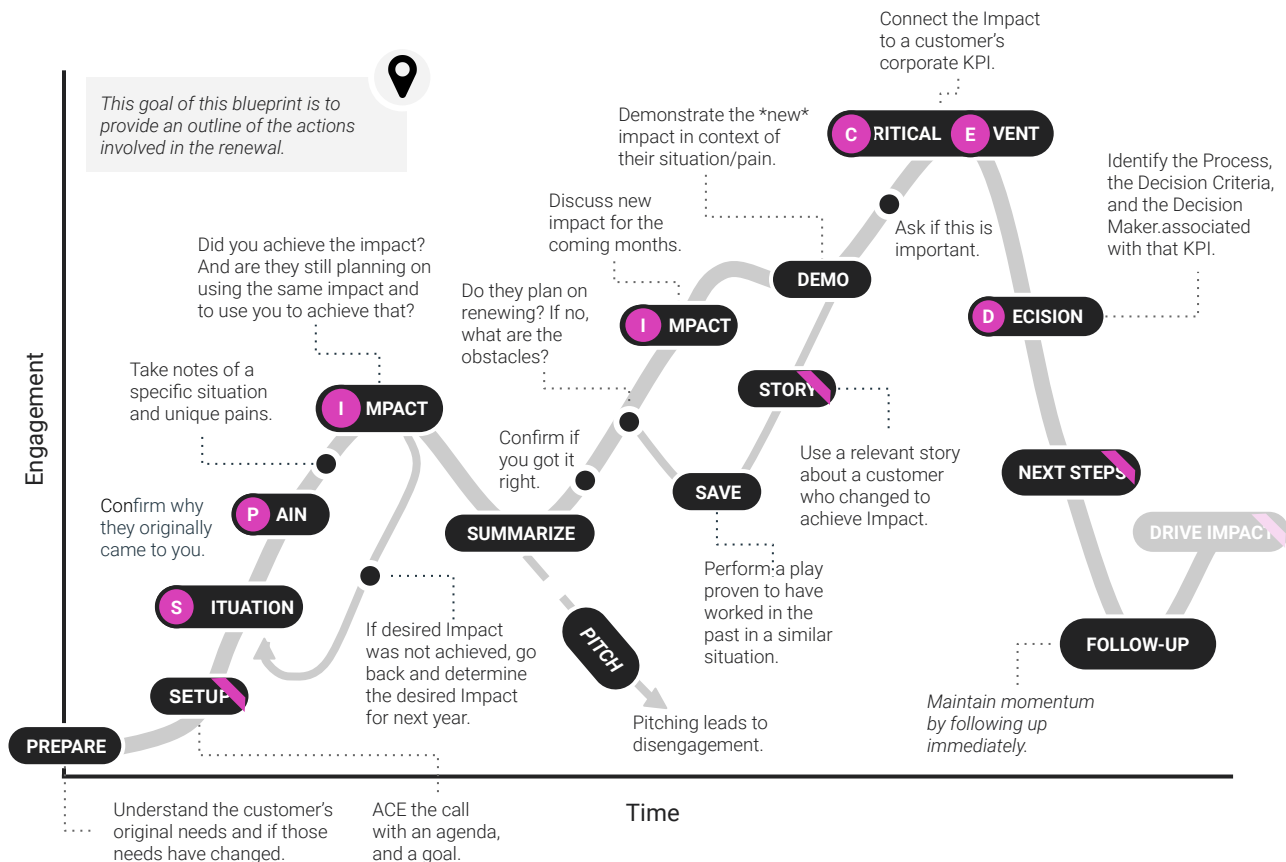 Connect the Impact
to a customer's
corporate KPI.
This goal of this blueprint is to
provide an outline of the actions
involved in the renewal.
Demonstrate the *new*
impact in context of
their situation/pain.
CRITICAL EVENT
Identify the Process,
the Decision Criteria,
and the Decision
Maker.associated
with that KPI.
Discuss new
impact for the
coming months.
Ask if this is
important.
Did you achieve the impact?
And are they still planning on
using the same impact and
to use you to achieve that?
DEMO
Do they plan on
renewing? If no,
what are the
obstacles?
IMPACT
DECISION
Engagement
Take notes of a
specific situation
and unique pains.
IMPACT
STORY
Confirm if
you got it
right.
Use a relevant story
about a customer
who changed to
achieve Impact.
NEXT STEPS
SAVE
Confirm why
they originally
came to you.
PAIN
SUMMARIZE
DRIVE IMPACT
Perform a play
proven to have
worked in the
past in a similar
situation.
SITUATION
If desired Impact
was not achieved, go
back and determine
the desired Impact
for next year.
PITCH
FOLLOW-UP
SETUP
Maintain momentum
by following up
immediately.
Pitching leads to
disengagement.
PREPARE
Time
Understand the customer's
original needs and if those
needs have changed.
ACE the call
with an agenda,
and a goal.